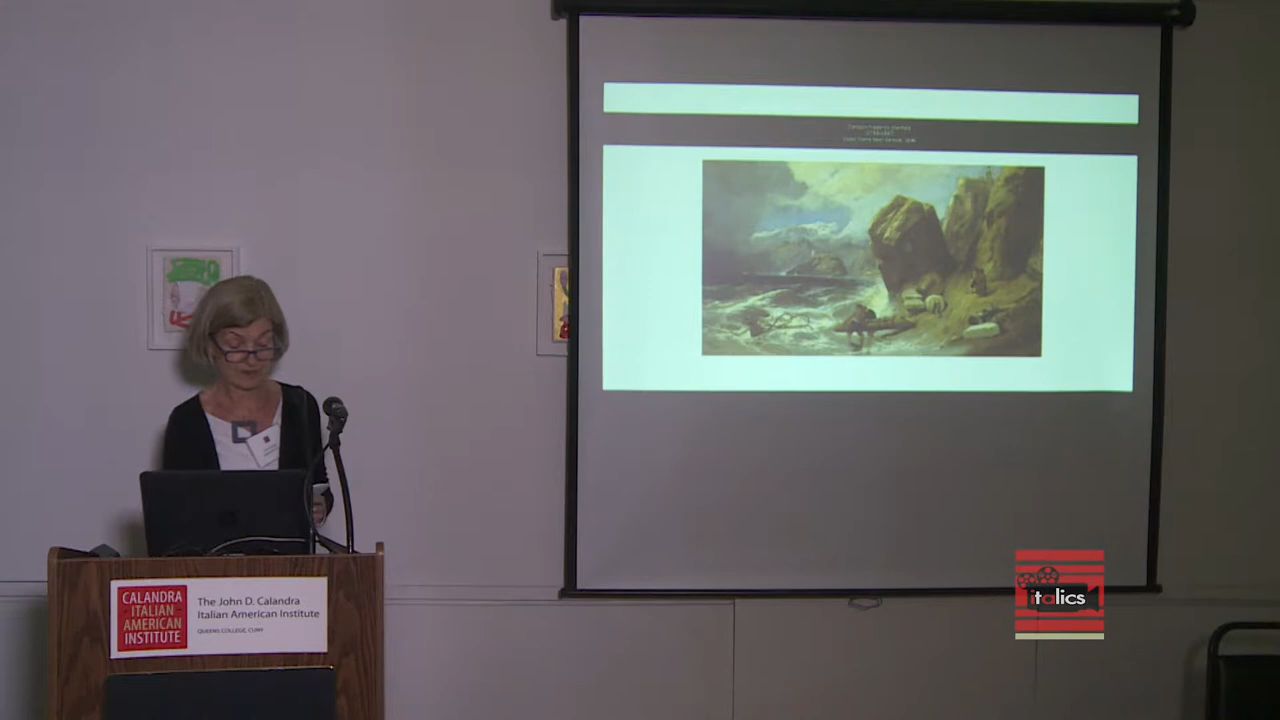 CALANDRA
ITALIAN
AMERICAN
INSTITUTE
The John D. Calandra
Italian American Institute
QUEENS COLLEGE, CUNY
italics